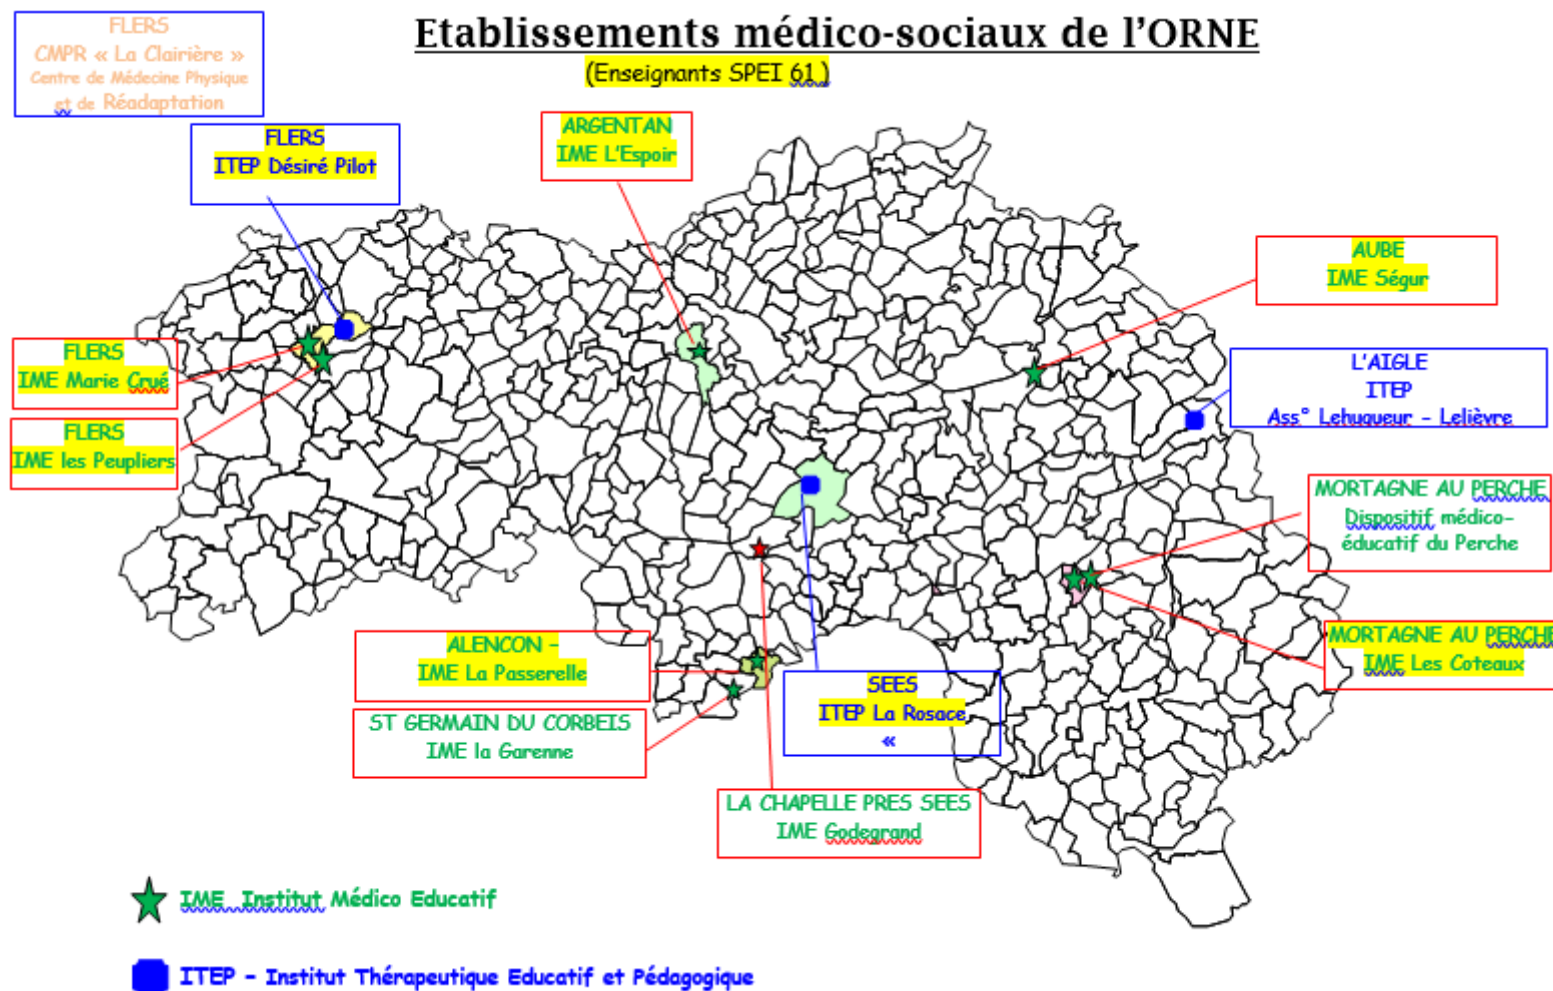 Etablissements médico-sociaux de l'ORNE
(Enseignants SPEI 61 )
FLERS
CMPR « La Clairière »
Centre de Médecine Physique
et de Réadaptation
FLERS
ITEP Désiré Pilot
ARGENTAN
IME L'Espoir
AUBE
IME Ségur
FLERS
IME Marie Crué
L'AIGLE
ITEP
Ass° Lehugueur - Lelièvre
FLERS
IME les Peupliers
MORTAGNE AU PERCHE
Dispositif médico-
éducatif du Perche
MORTAGNE AU PERCHE
IME Les Coteaux
ALENCON –
IME La Passerelle
SEES
ITEP La Rosace
«
ST GERMAIN DU CORBEIS
IME la Garenne
LA CHAPELLE PRES SEES
IME Godegrand
IME Institut Médico Educatif
ITEP – Institut Thérapeutique Educatif et Pédagogique